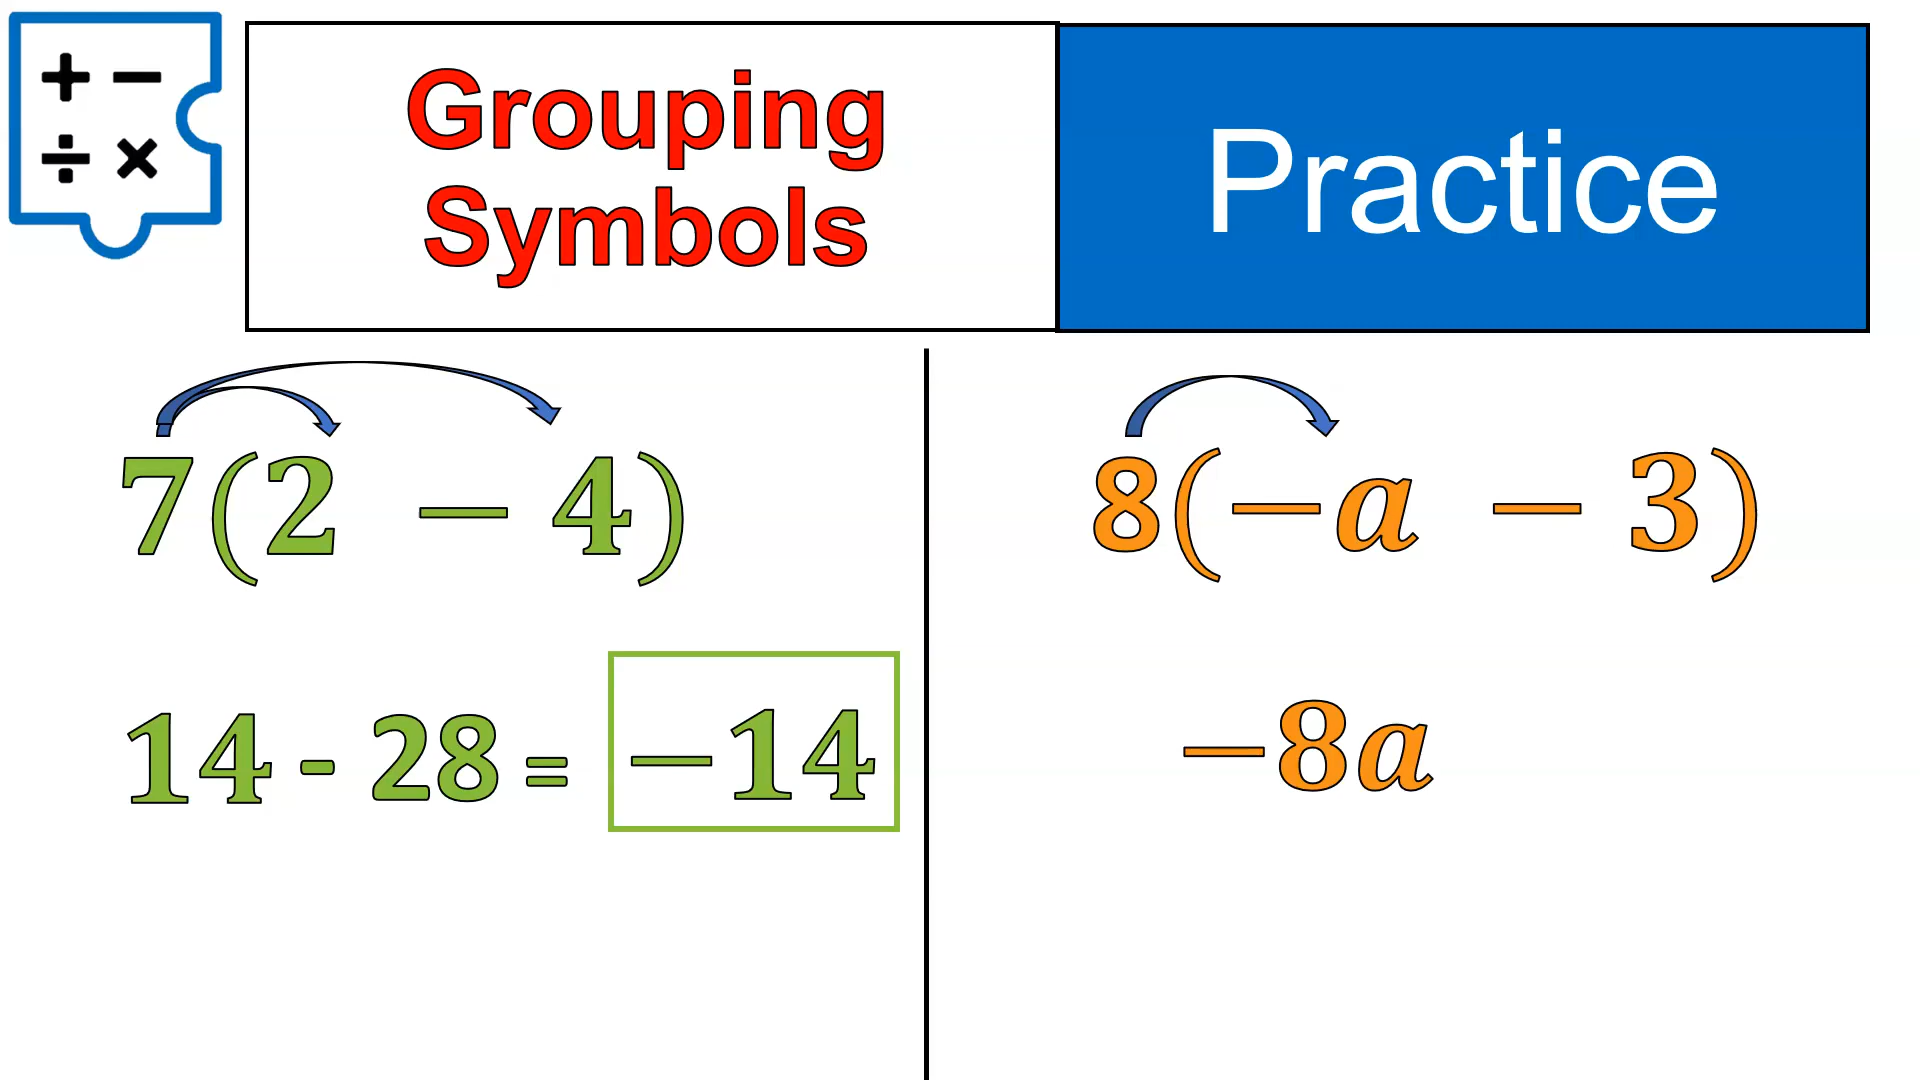 + −
÷ ×
Grouping
Symbols
Practice
7(2 − 4)
14 - 28 = −14
8(−a − 3)
−8a